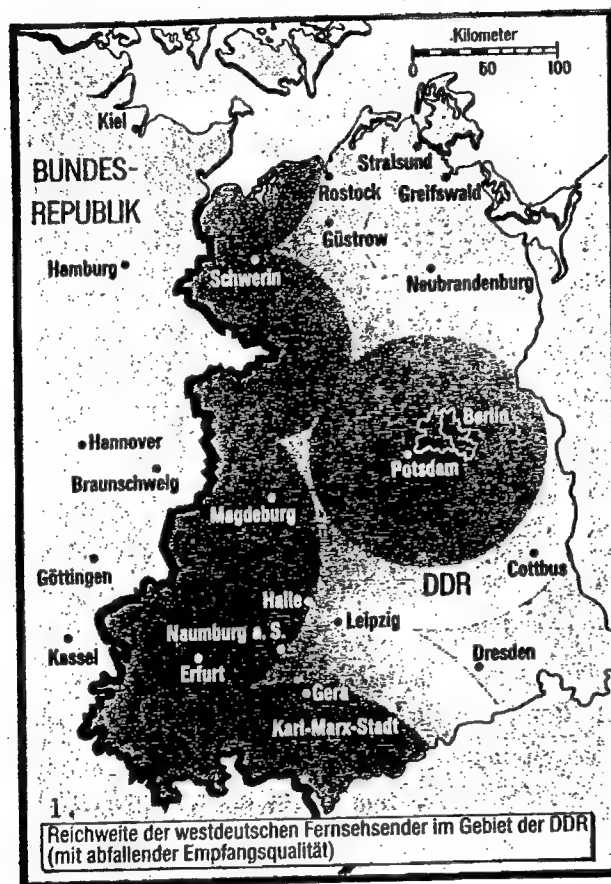 Kilometer
0 50 100
Kiel
BUNDES-
REPUBLIK
Stralsund
Rostock
Greifswald
Güstrow
Hamburg
Schwerin
Neubrandenburg
Berlin
Hannover
Potsdam
Braunschweig
Magdeburg
Göttingen
DDR
Cottbus
Halle
Leipzig
Naumburg a. S.
Kassel
Dresden
Erfurt
Gera
Karl-Marx-Stadt
1
Reichweite der westdeutschen Fernsehsender im Gebiet der DDR
(mit abfallender Empfangsqualität)